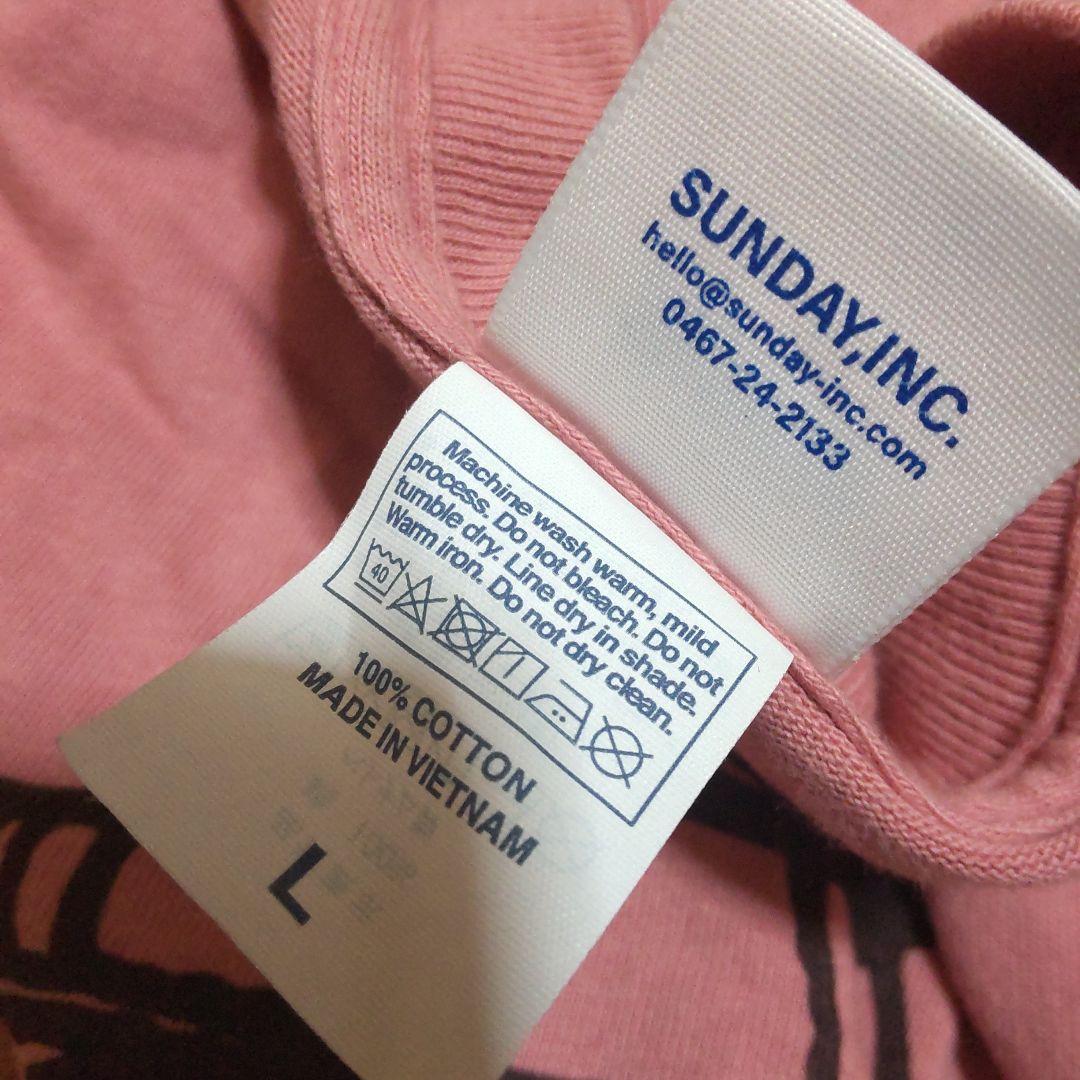 SUNDAY,INC.
hello@sunday-inc.com
0467-24-2133
Machine wash warm, mild
process. Do not bleach. Do not
tumble dry. Line dry in shade.
Warm iron. Do not dry clean.
40
100% COTTON
MADE IN VIETNAM
L